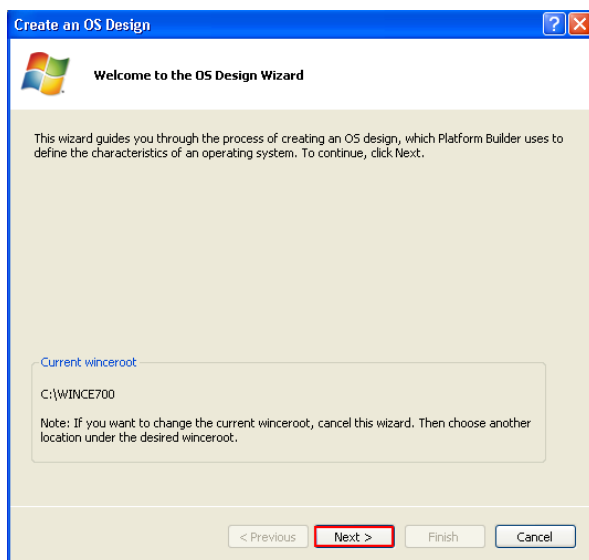 Create an OS Design
Welcome to the OS Design Wizard
This wizard guides you through the process of creating an OS design, which Platform Builder uses to
define the characteristics of an operating system. To continue, click Next.
Current winceroot
C:\WINCE700
Note: If you want to change the current winceroot, cancel this wizard. Then choose another
location under the desired winceroot.
< Previous Next > Finish Cancel